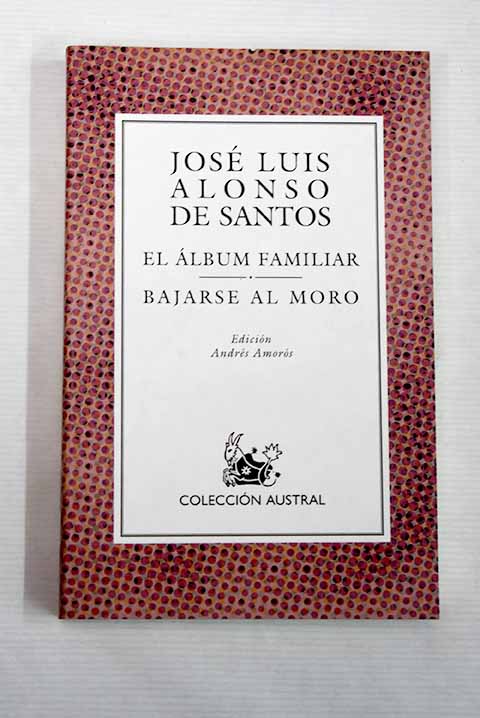 JOSÉ LUIS
ALONSO
DE SANTOS
EL ÁLBUM FAMILIAR
BAJARSE AL MORO
Edición
Andrés Amorós
COLECCIÓN AUSTRAL